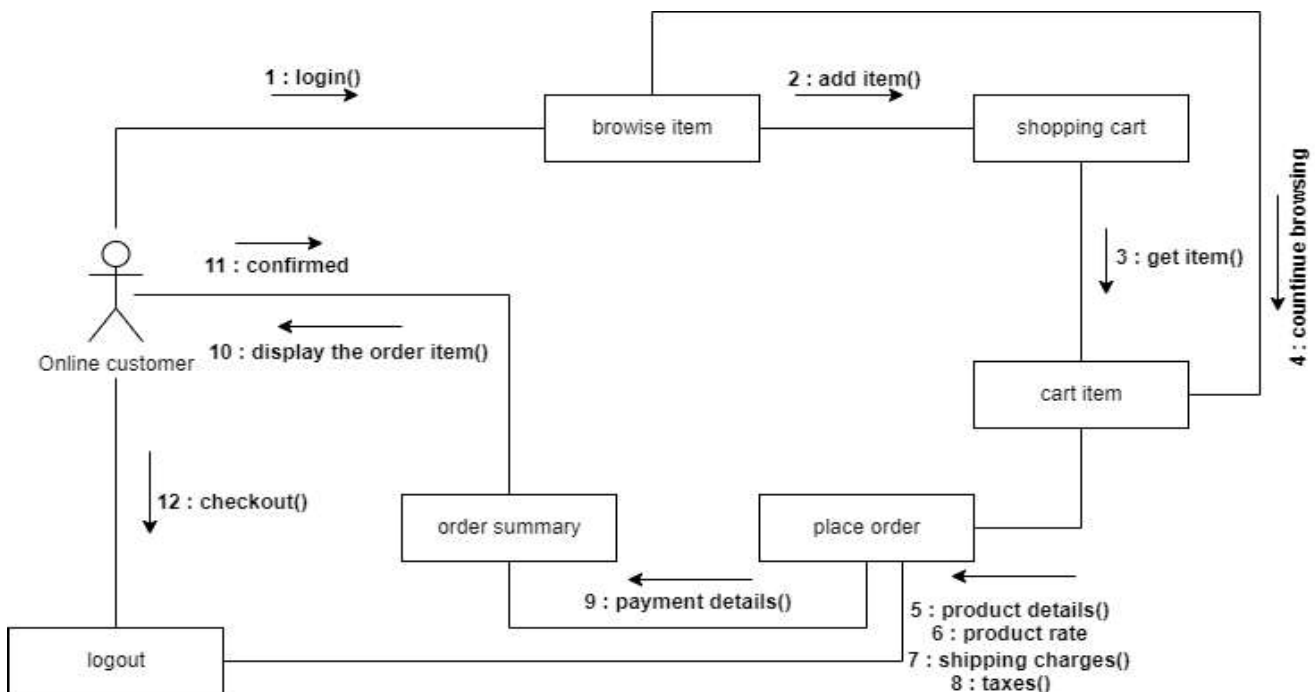 1 : login()
2 : add item()
browise item
shopping cart
3 : get item()
4 : countinue browsing
11 : confirmed
10 : display the order item()
Online customer
cart item
12 : checkout()
order summary
place order
9 : payment details()
5 : product details()
6 : product rate
7 : shipping charges()
8 : taxes()
logout